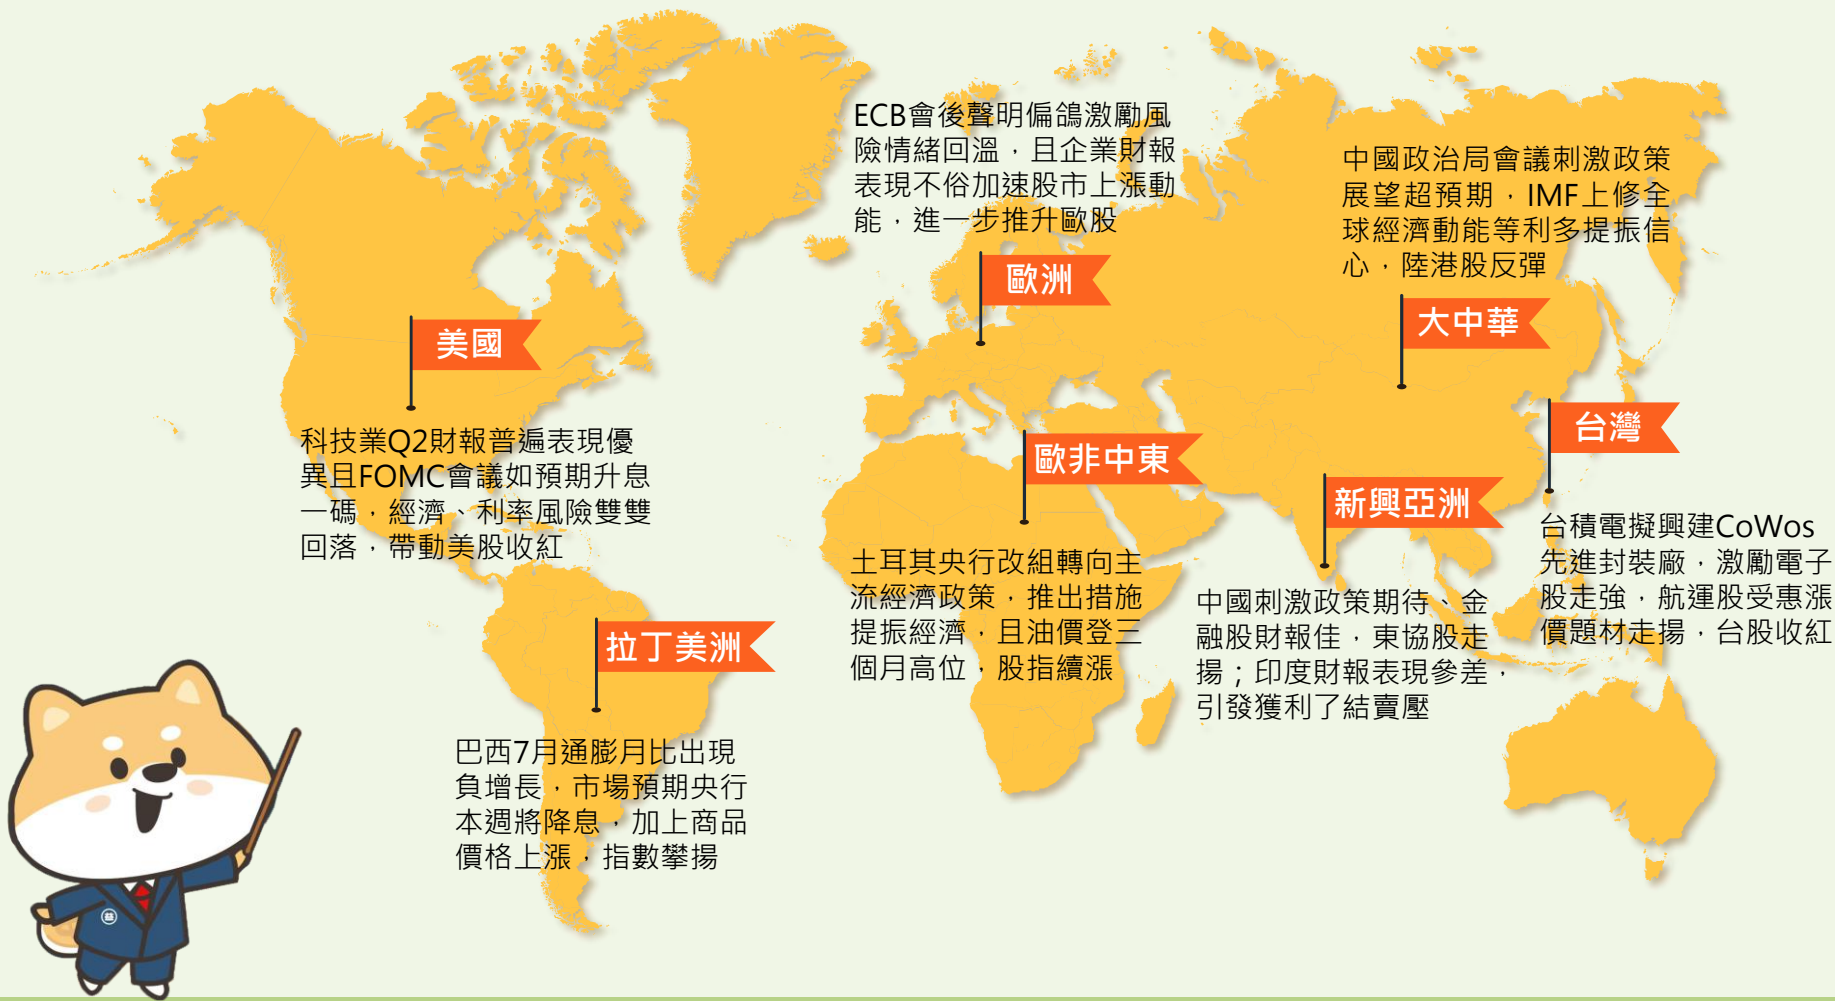 ECB會後聲明偏鴿激勵風
險情緒回溫，且企業財報
表現不俗加速股市上漲動
能，進一步推升歐股
歐洲
中國政治局會議刺激政策
展望超預期，IMF上修全
球經濟動能等利多提振信
心，陸港股反彈
大中華
美國
科技業Q2財報普遍表現優
異且FOMC會議如預期升息
一碼，經濟、利率風險雙雙
回落，帶動美股收紅
歐非中東
土耳其央行改組轉向主
流經濟政策，推出措施
提振經濟，且油價登三
個月高位，股指續漲
新興亞洲
中國刺激政策期待、金
融股財報佳，東協股走
揚；印度財報表現參差，
引發獲利了結賣壓
台灣
台積電擬興建CoWos
先進封裝廠，激勵電子
股走強，航運股受惠漲
價題材走揚，台股收紅
拉丁美洲
巴西7月通膨月比出現
負增長，市場預期央行
本週將降息，加上商品
價格上漲，指數攀揚